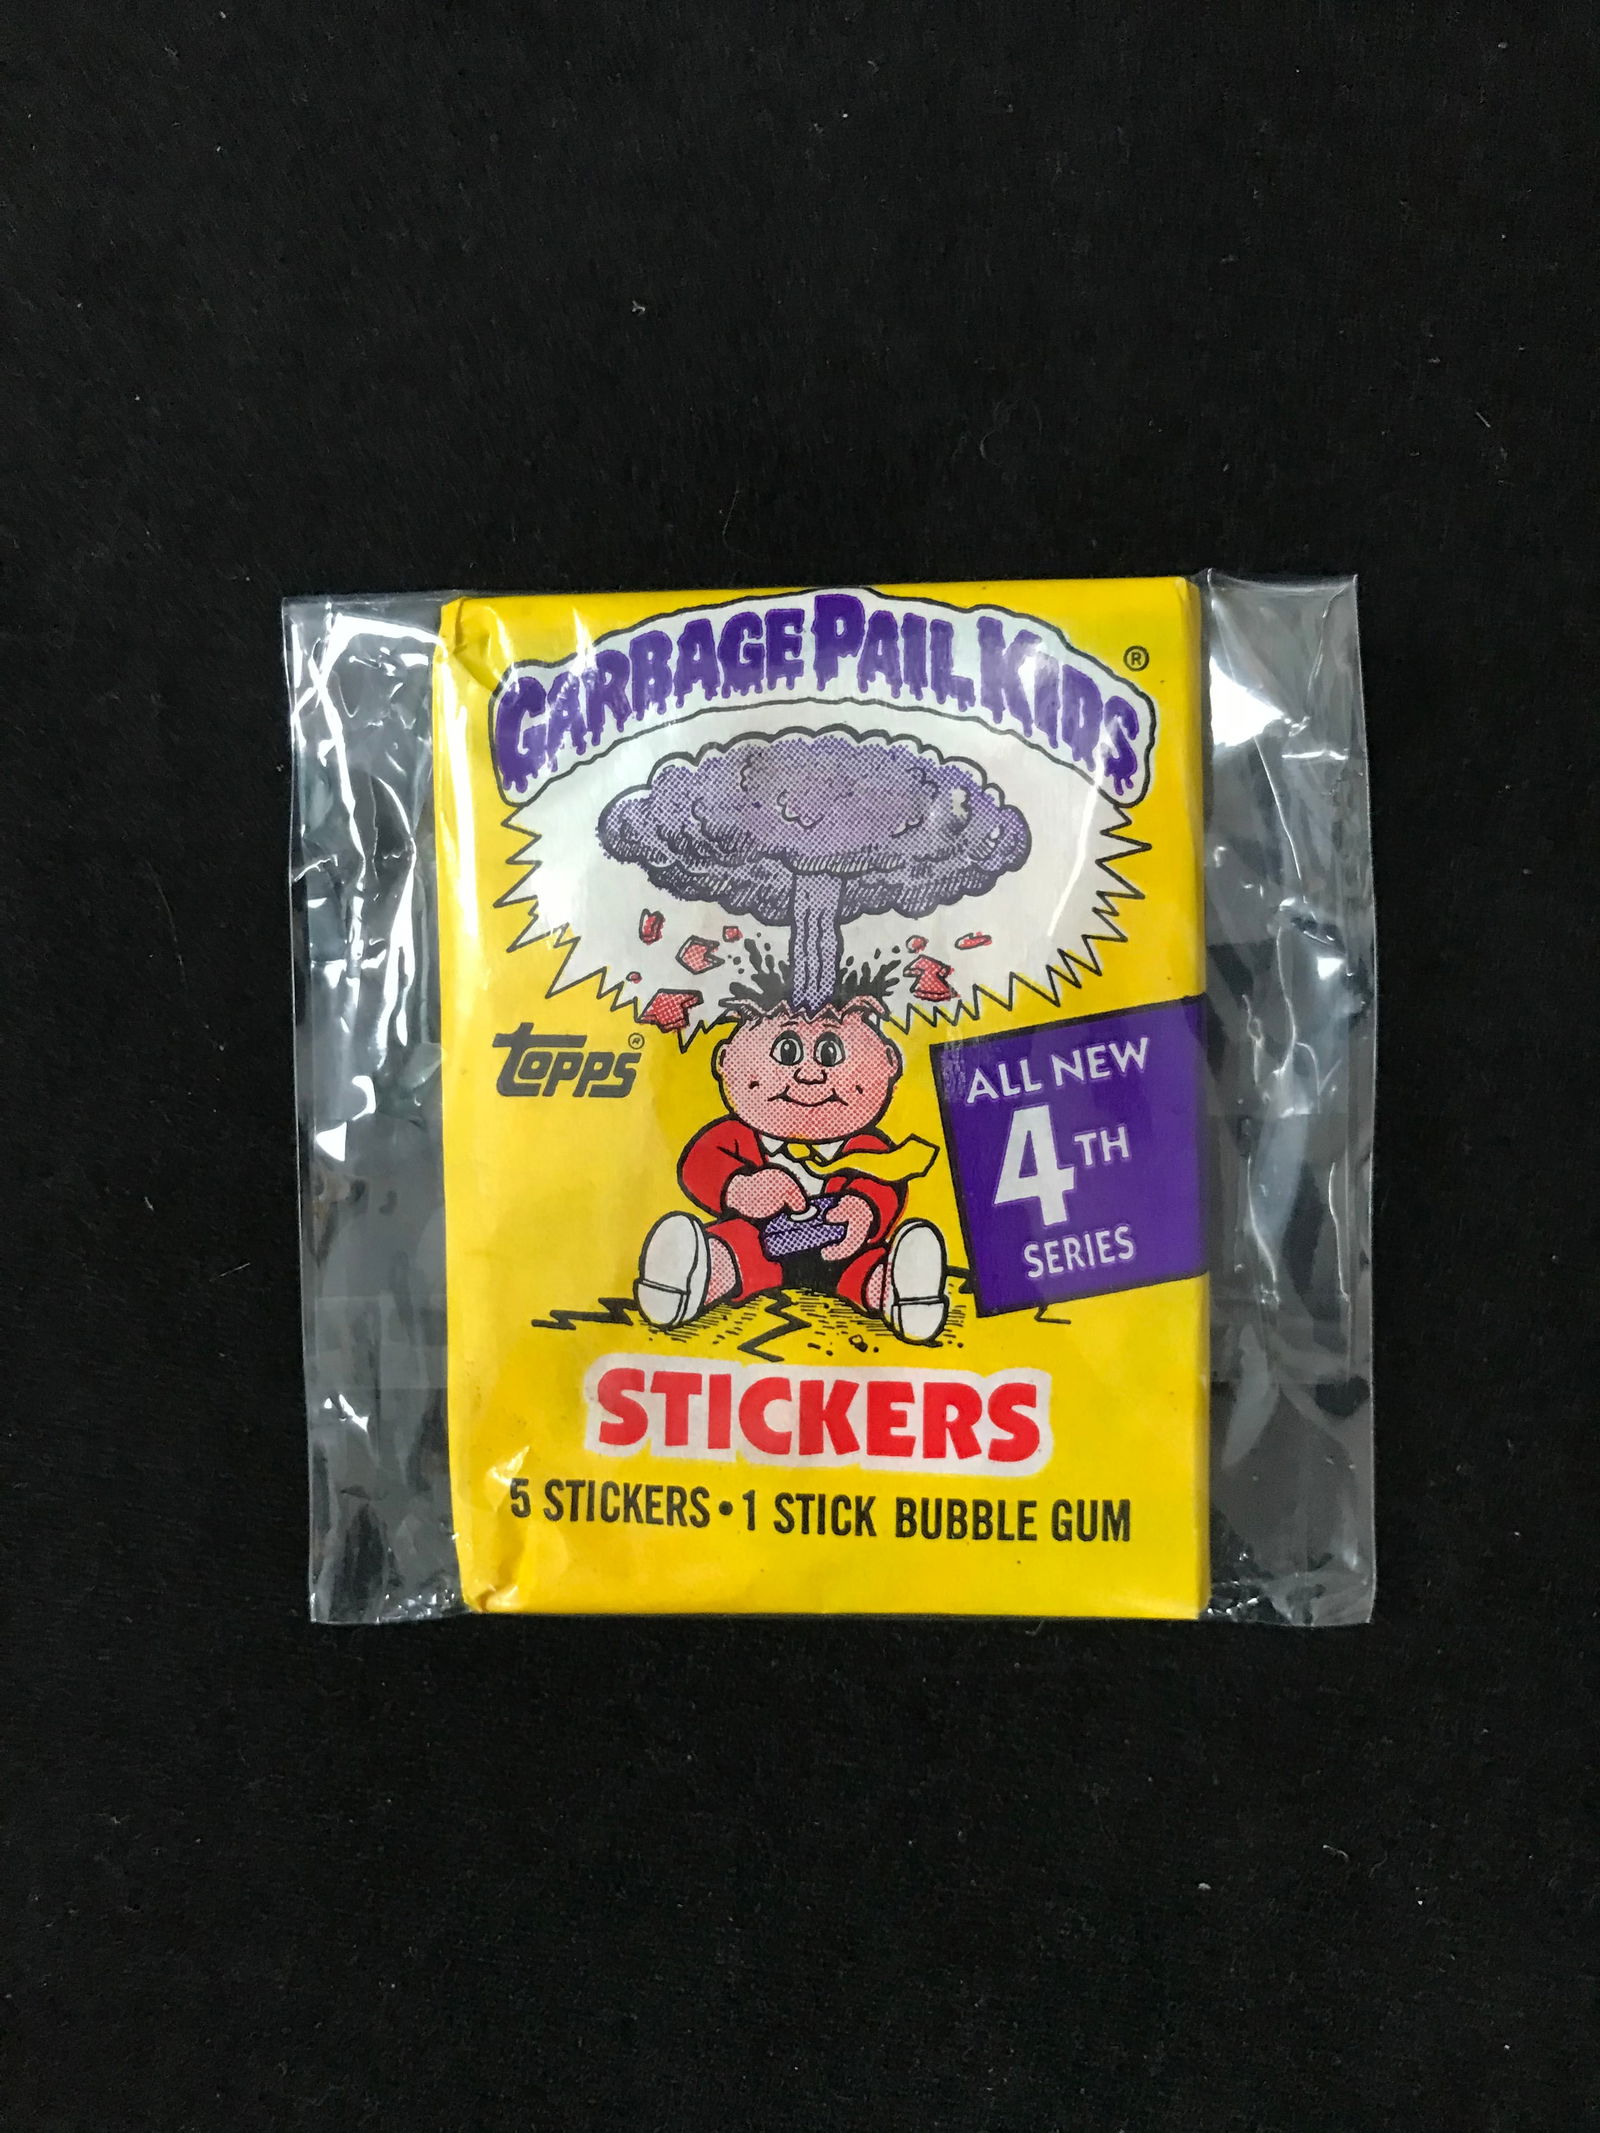 GARBAGE PAIL KIDS ®
topps ®
ALL NEW
4TH
SERIES
STICKERS
5 STICKERS • 1 STICK BUBBLE GUM